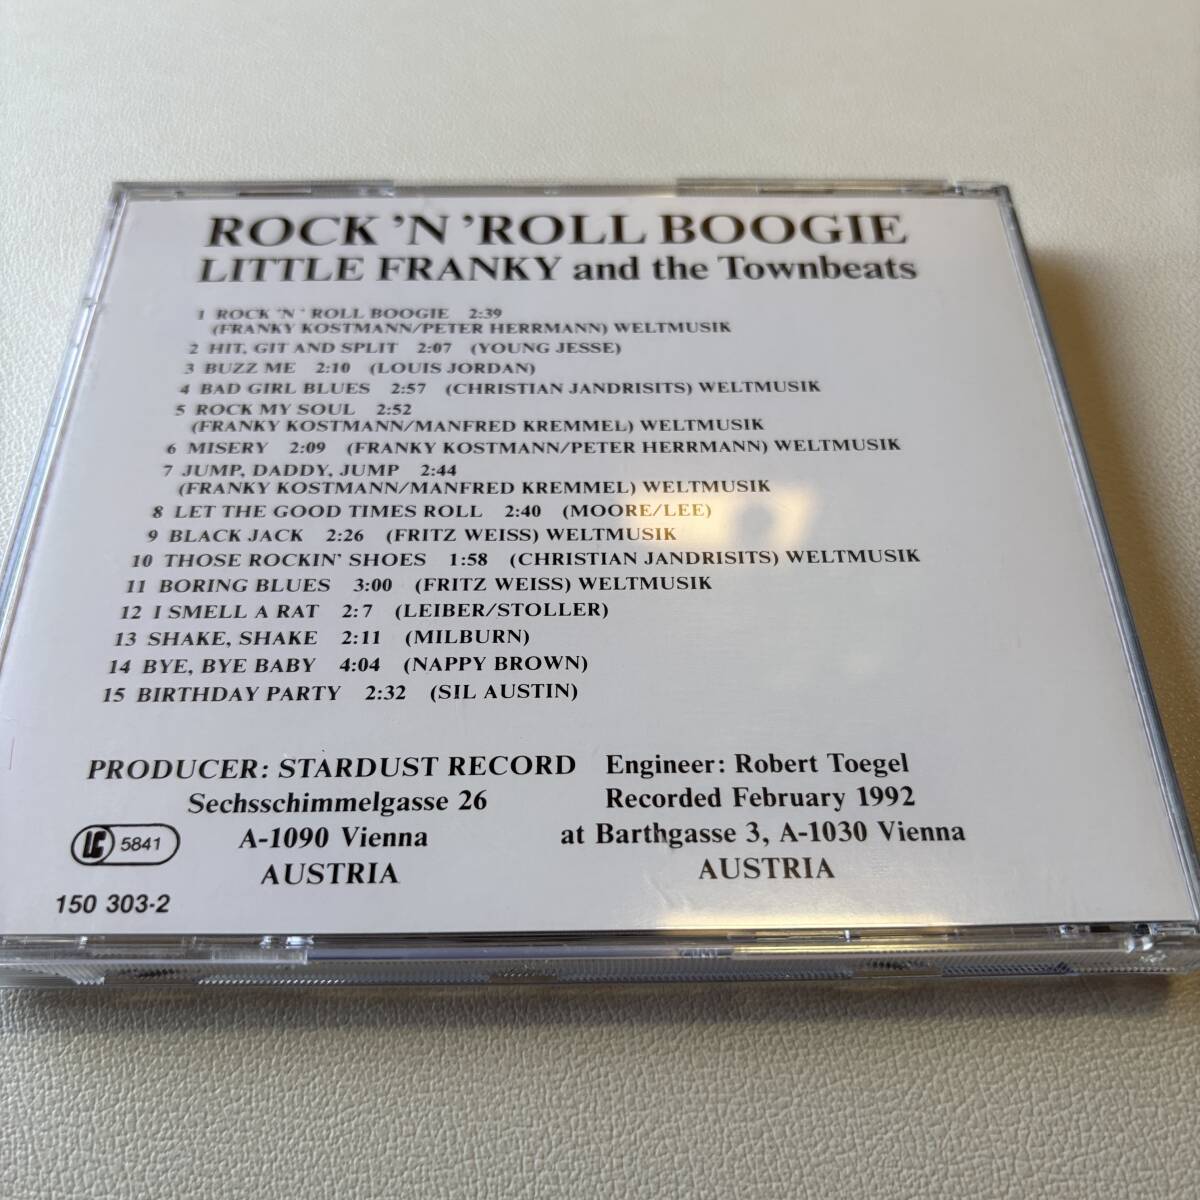 ROCK 'N 'ROLL BOOGIE
LITTLE FRANKY and the Townbeats
1 ROCK 'N ' ROLL BOOGIE 2:39
(FRANKY KOSTMANN/PETER HERRMANN) WELTMUSIK
2 HIT, GIT AND SPLIT 2:07 (YOUNG JESSE)
3 BUZZ ME 2:10 (LOUIS JORDAN)
4 BAD GIRL BLUES 2:57 (CHRISTIAN JANDRISITS) WELTMUSIK
5 ROCK MY SOUL 2:52
(FRANKY KOSTMANN/MANFRED KREMMEL) WELTMUSIK
6 MISERY 2:09 (FRANKY KOSTMANN/PETER HERRMANN) WELTMUSIK
7 JUMP, DADDY, JUMP 2:44
(FRANKY KOSTMANN/MANFRED KREMMEL) WELTMUSIK
8 LET THE GOOD TIMES ROLL 2:40 (MOORE/LEE)
9 BLACK JACK 2:26 (FRITZ WEISS) WELTMUSIK
10 THOSE ROCKIN' SHOES 1:58 (CHRISTIAN JANDRISITS) WELTMUSIK
11 BORING BLUES 3:00 (FRITZ WEISS) WELTMUSIK
12 I SMELL A RAT 2:7 (LEIBER/STOLLER)
13 SHAKE, SHAKE 2:11 (MILBURN)
14 BYE, BYE BABY 4:04 (NAPPY BROWN)
15 BIRTHDAY PARTY 2:32 (SIL AUSTIN)
PRODUCER: STARDUST RECORD
Sechsschimmelgasse 26
A-1090 Vienna
AUSTRIA
Engineer: Robert Toegel
Recorded February 1992
at Barthgasse 3, A-1030 Vienna
AUSTRIA
LC 5841
150 303-2